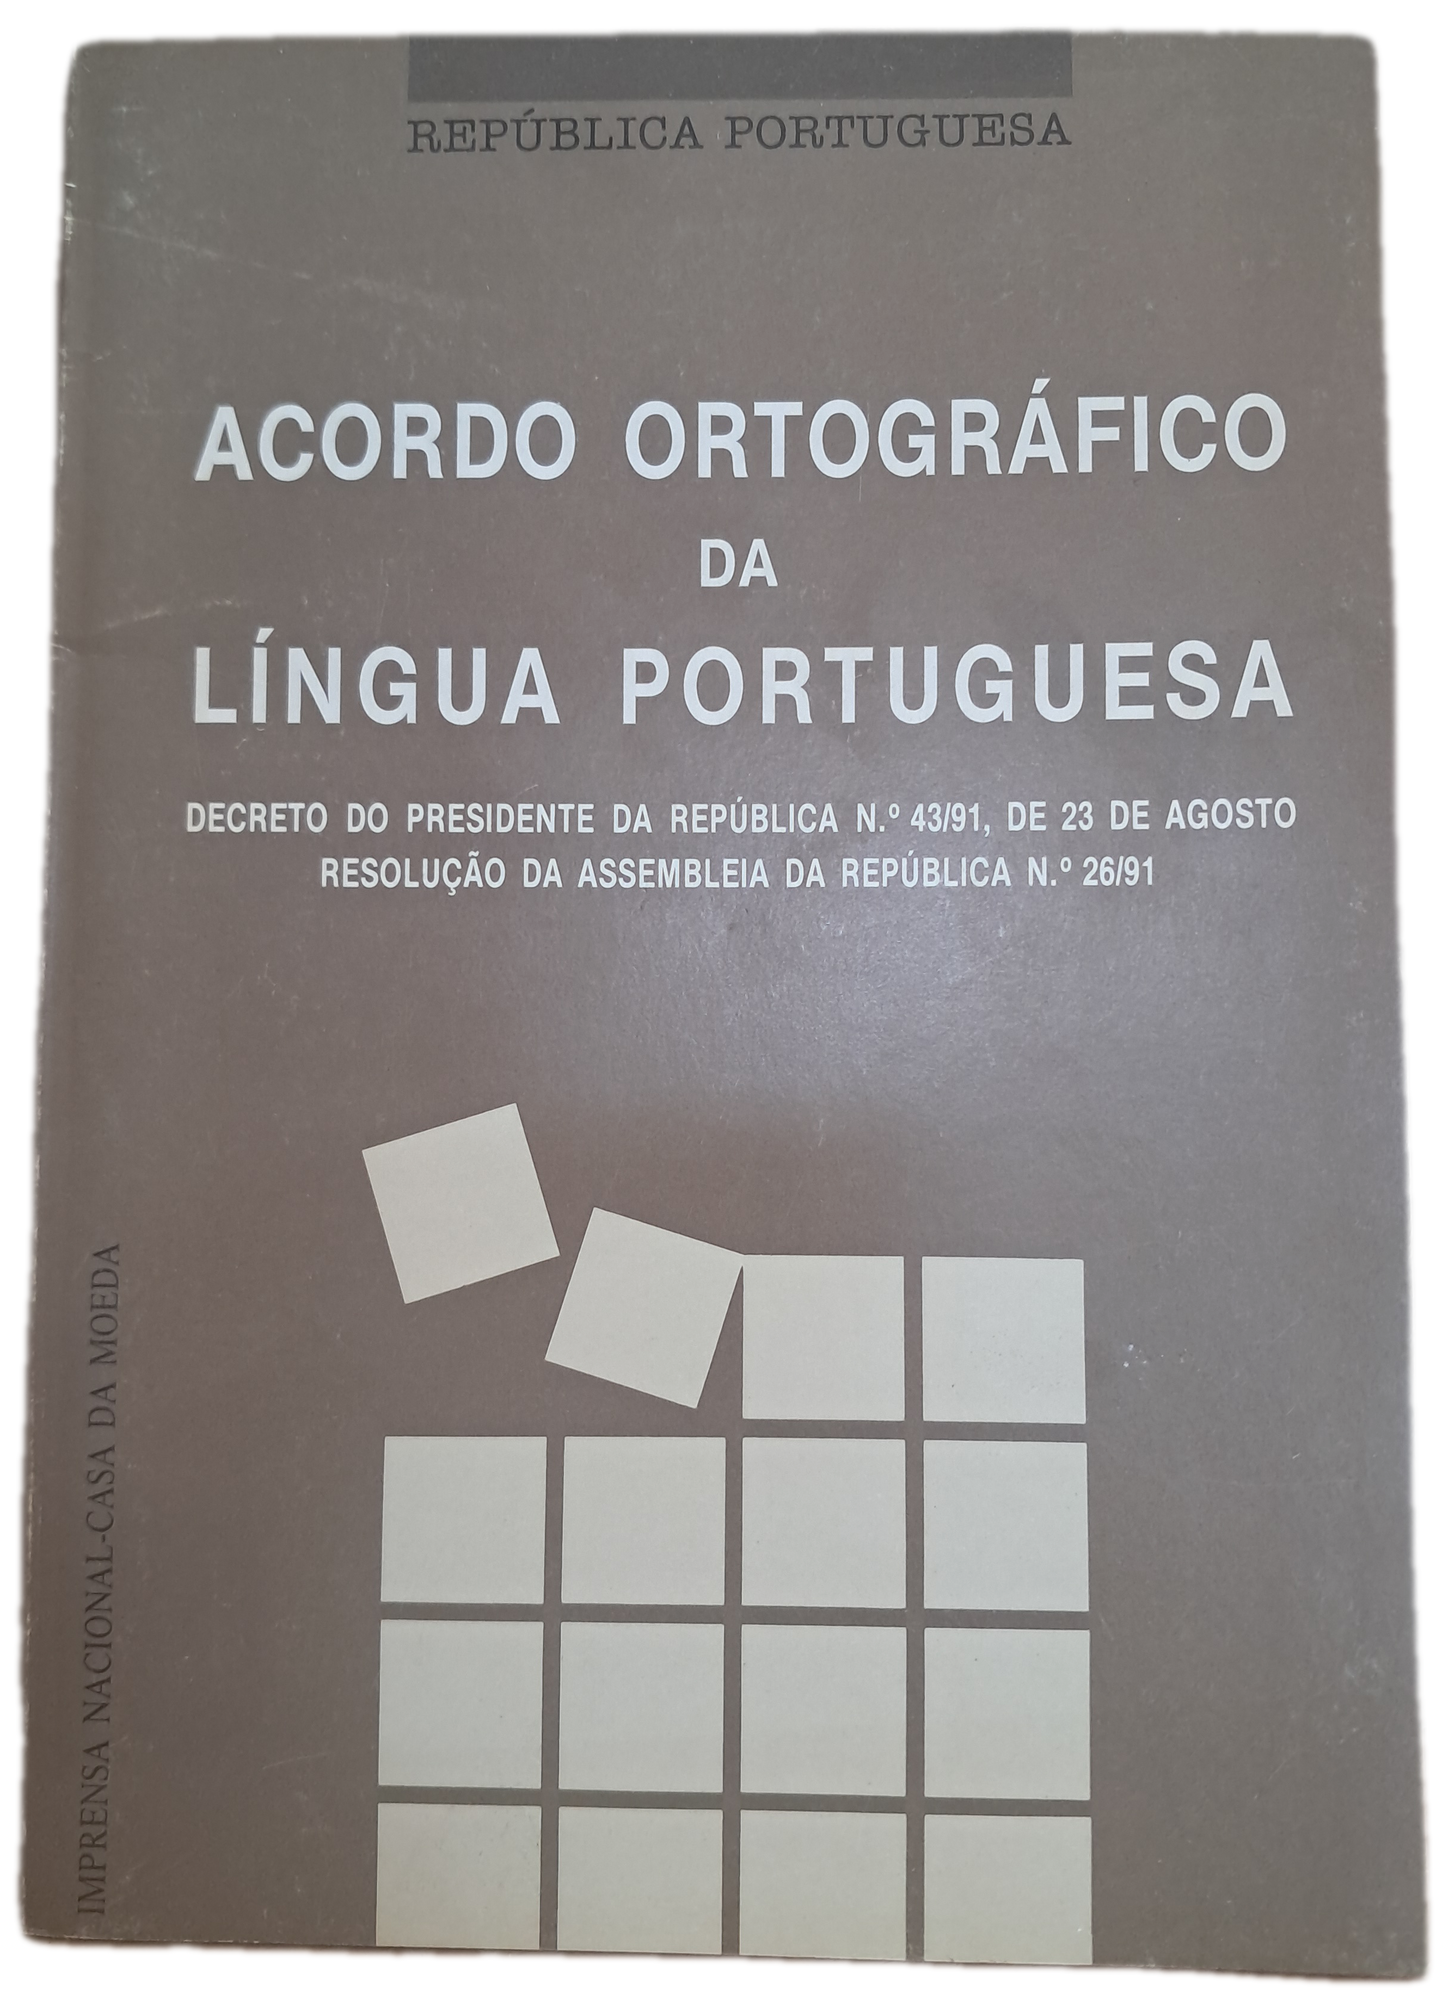 REPÚBLICA PORTUGUESA
ACORDO ORTOGRÁFICO
DA
LÍNGUA PORTUGUESA
DECRETO DO PRESIDENTE DA REPÚBLICA N.º 43/91, DE 23 DE AGOSTO
RESOLUÇÃO DA ASSEMBLEIA DA REPÚBLICA N.º 26/91
IMPRENSA NACIONAL-CASA DA MOEDA